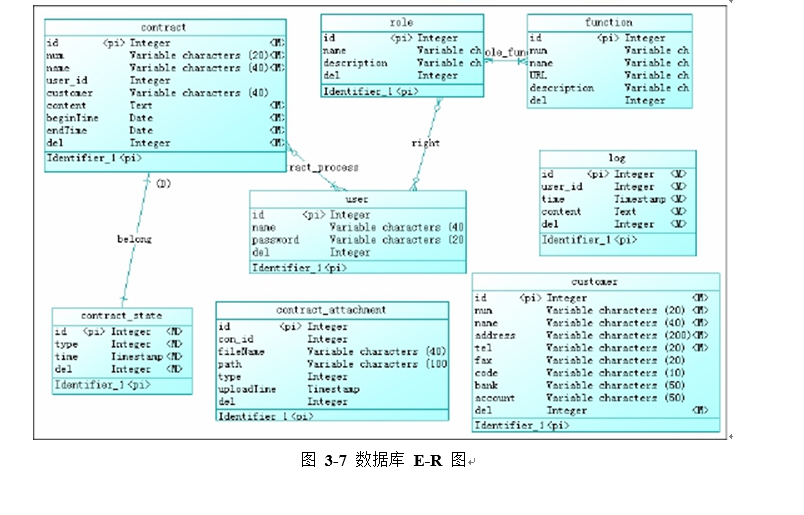 contract
id <pi> Integer <M>
num Variable characters (20) <M>
name Variable characters (40) <M>
user_id Integer
customer Variable characters (40)
content Text <M>
beginTime Date <M>
endTime Date <M>
del Integer <M>
Identifier_1 <pi>
role
id <pi> Integer
name Variable ch
description Variable ch
del Integer
Identifier_1 <pi>
ole_fun
function
id <pi> Integer
num Variable ch
name Variable ch
URL Variable ch
description Variable ch
del Integer
right
ract_process
(D)
belong
log
id <pi> Integer <M>
user_id Integer <M>
time Timestamp <M>
content Text <M>
del Integer <M>
Identifier_1 <pi>
user
id <pi> Integer
name Variable characters (40
password Variable characters (20
del Integer
Identifier_1 <pi>
contract_state
id <pi> Integer <M>
type Integer <M>
time Timestamp <M>
del Integer <M>
Identifier_1 <pi>
contract_attachment
id <pi> Integer
con_id Integer
fileName Variable characters (40)
path Variable characters (100
type Integer
uploadTime Timestamp
del Integer
Identifier_1 <pi>
customer
id <pi> Integer <M>
num Variable characters (20) <M>
name Variable characters (40) <M>
address Variable characters (200) <M>
tel Variable characters (20) <M>
fax Variable characters (20)
code Variable characters (10)
bank Variable characters (50)
account Variable characters (50)
del Integer <M>
Identifier_1 <pi>
图 3-7 数据库 E-R 图